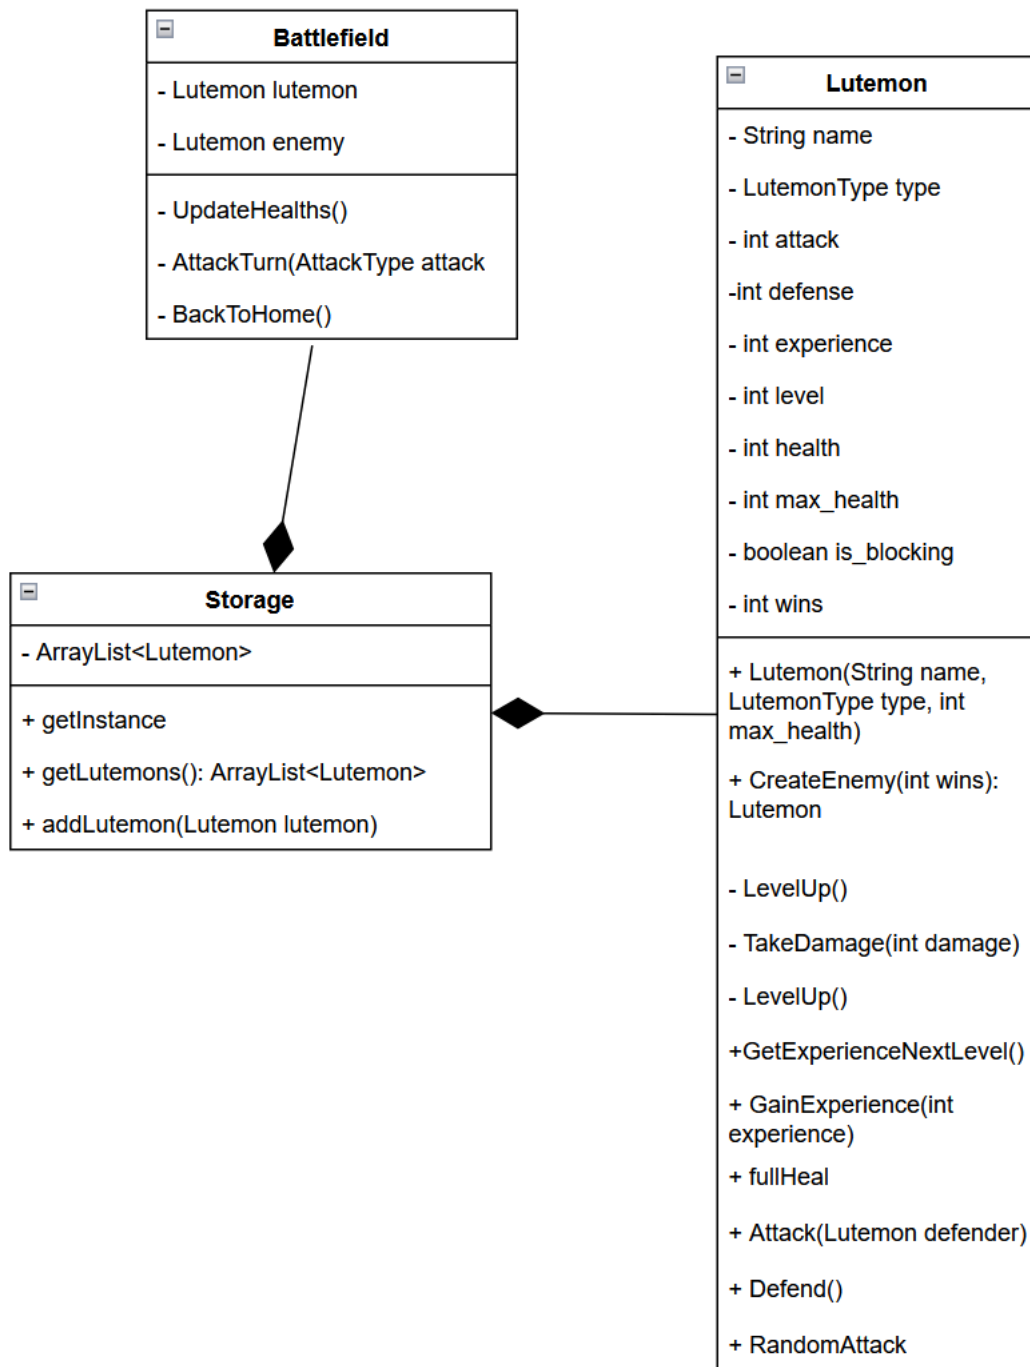 Battlefield
- Lutemon lutemon
- Lutemon enemy
- UpdateHealths()
- AttackTurn(AttackType attack
- BackToHome()
Storage
- ArrayList<Lutemon>
+ getInstance
+ getLutemons(): ArrayList<Lutemon>
+ addLutemon(Lutemon lutemon)
Lutemon
- String name
- LutemonType type
- int attack
-int defense
- int experience
- int level
- int health
- int max_health
- boolean is_blocking
- int wins
+ Lutemon(String name,
LutemonType type, int
max_health)
+ CreateEnemy(int wins):
Lutemon
- LevelUp()
- TakeDamage(int damage)
- LevelUp()
+GetExperienceNextLevel()
+ GainExperience(int
experience)
+ fullHeal
+ Attack(Lutemon defender)
+ Defend()
+ RandomAttack